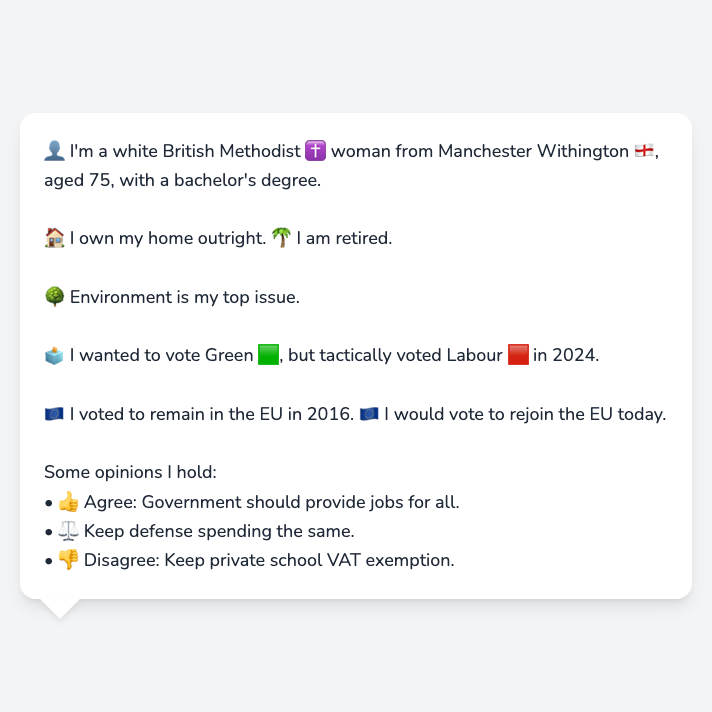 👤 I'm a white British Methodist ✝️ woman from Manchester Withington 🏴󠁧󠁢󠁥󠁮󠁧󠁿,
aged 75, with a bachelor's degree.
🏠 I own my home outright. 🌴 I am retired.
🌳 Environment is my top issue.
🗳️ I wanted to vote Green 🟩, but tactically voted Labour 🟥 in 2024.
🇪🇺 I voted to remain in the EU in 2016. 🇪🇺 I would vote to rejoin the EU today.
Some opinions I hold:
• 👍 Agree: Government should provide jobs for all.
• ⚖️ Keep defense spending the same.
• 👎 Disagree: Keep private school VAT exemption.